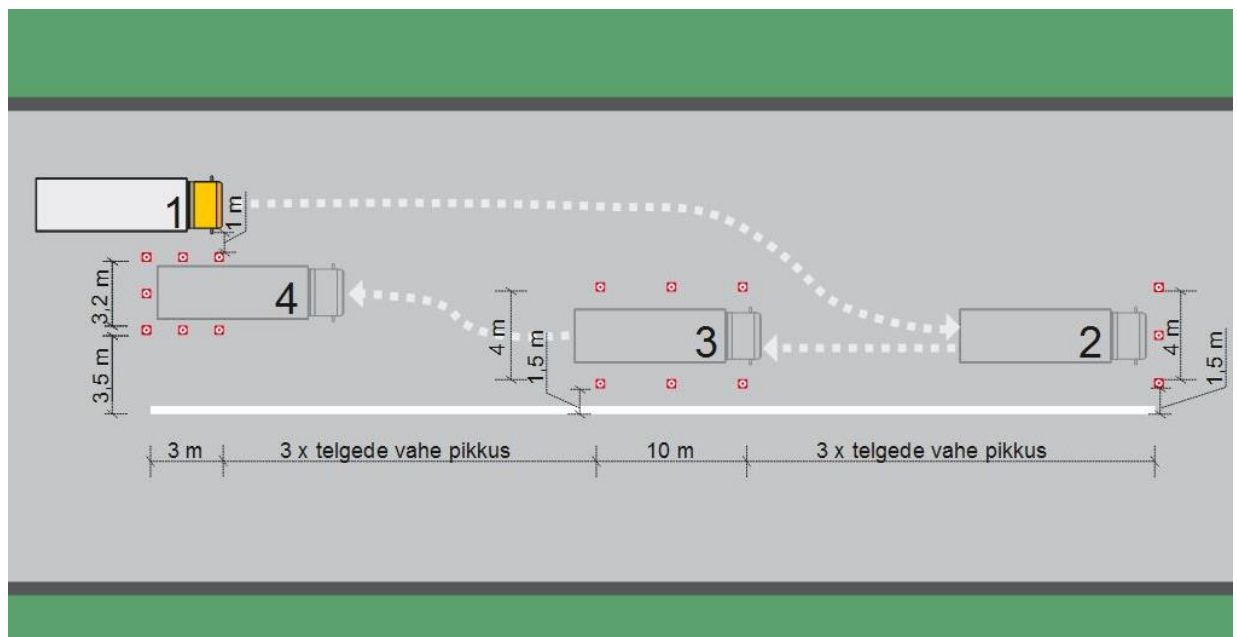 1
1 m
4
3,2 m
3,5 m
3
4 m
1,5 m
2
4 m
1,5 m
3 m
3 x telgede vahe pikkus
10 m
3 x telgede vahe pikkus